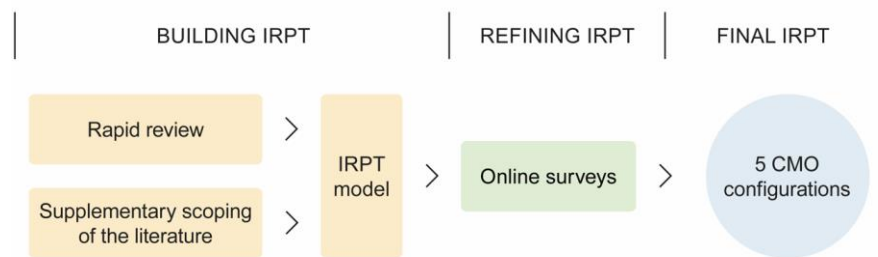 BUILDING IRPT
REFINING IRPT
FINAL IRPT
Rapid review
Supplementary scoping
of the literature
IRPT
model
Online surveys
5 CMO
configurations